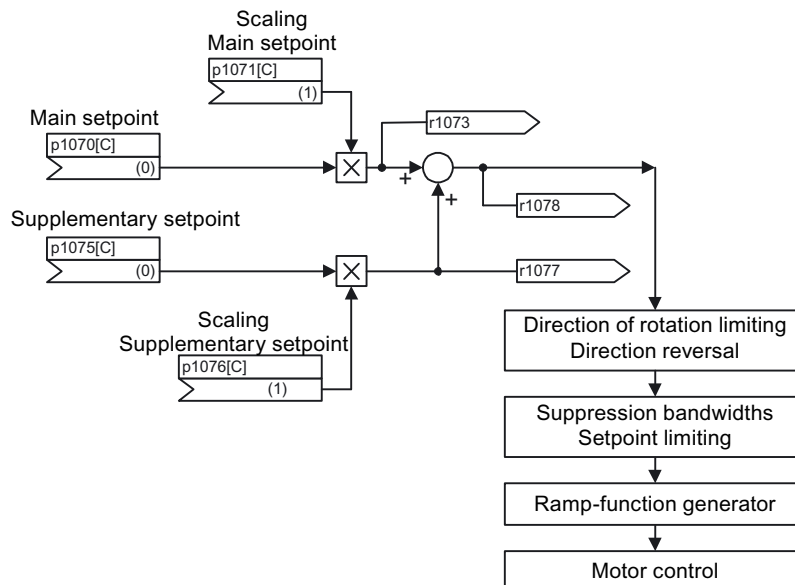 Scaling
Main setpoint
p1071[C]
(1)
r1073
Main setpoint
p1070[C]
(0)
+
+
r1078
Supplementary setpoint
p1075[C]
(0)
r1077
Scaling
Supplementary setpoint
p1076[C]
(1)
Direction of rotation limiting
Direction reversal
Suppression bandwidths
Setpoint limiting
Ramp-function generator
Motor control